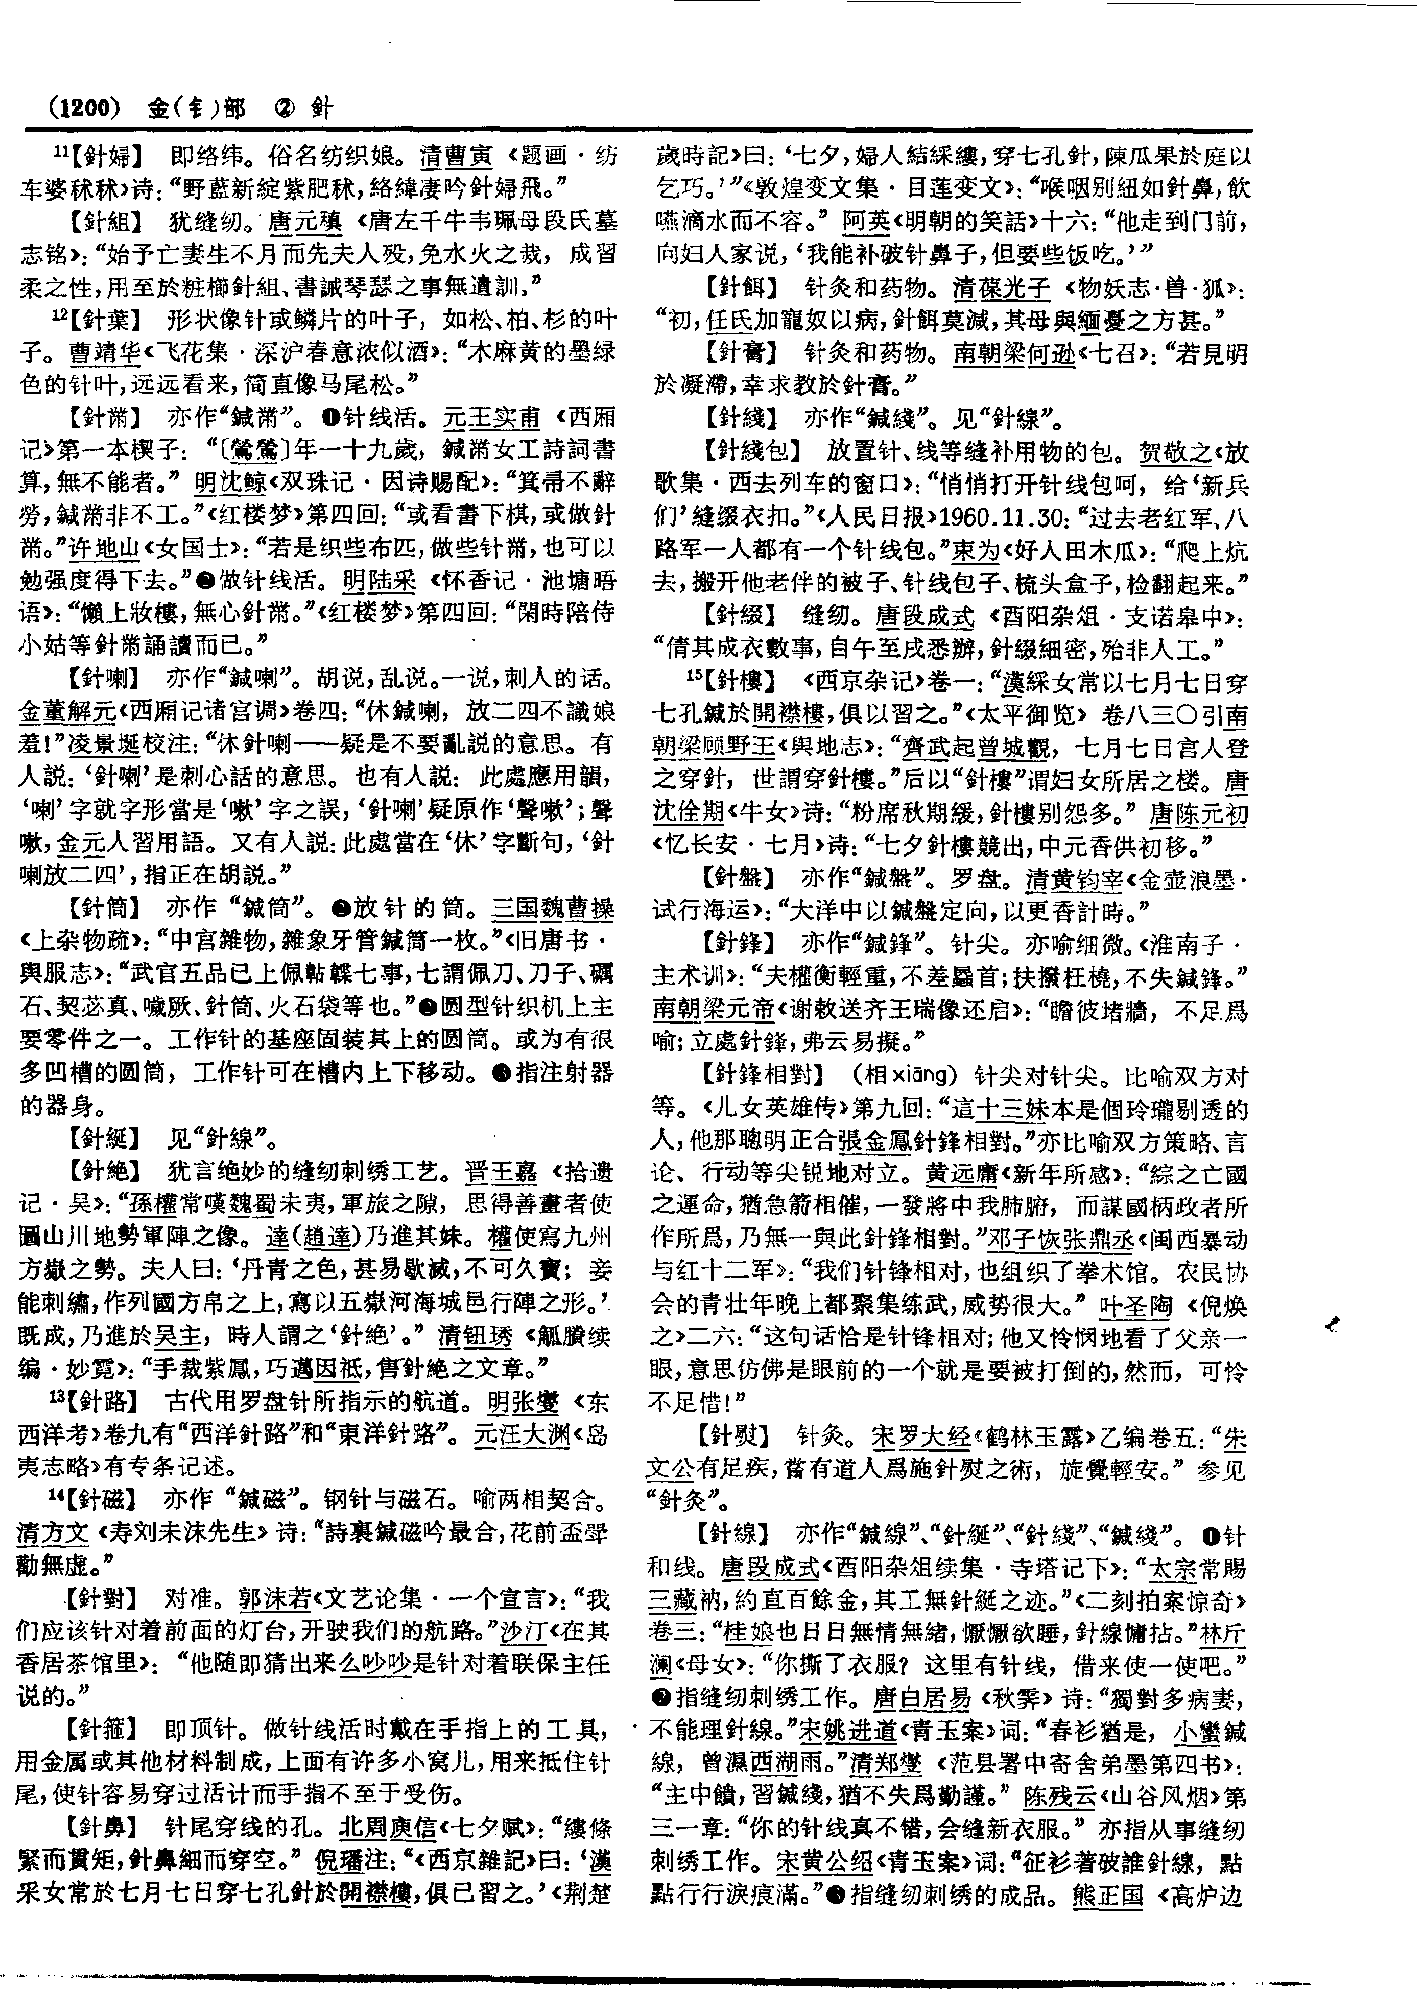 (1200) 金(钅)部 ② 針
11【針婦】 即络纬。俗名纺织娘。清曹寅《题画·纺
车婆秫秫》诗：“野藍新綻紫肥秫，絡緯凄吟針婦飛。”
【針組】 犹缝纫。唐元稹《唐左千牛韦珮母段氏墓
志铭》：“始予亡妻生不月而先夫人殁，免水火之烖，成習
柔之性，用至於粧櫛針組、書誡琴瑟之事無遺訓。”
12【針葉】 形状像针或鳞片的叶子，如松、柏、杉的叶
子。曹靖华《飞花集·深沪春意浓似酒》：“木麻黄的墨绿
色的针叶，远远看来，简直像马尾松。”
【針黹】 亦作“鍼黹”。❶针线活。元王实甫《西厢
记》第一本楔子：“〔鶯鶯〕年一十九歲，鍼黹女工詩詞書
算，無不能者。”明沈鲸《双珠记·因诗赐配》：“箕帚不辭
勞，鍼黹非不工。”《红楼梦》第四回：“或看書下棋，或做針
黹。”许地山《女国士》：“若是织些布匹，做些针黹，也可以
勉强度得下去。”❷做针线活。明陆采《怀香记·池塘晤
语》：“懶上妝樓，無心針黹。”《红楼梦》第四回：“閑時陪侍
小姑等針黹誦讀而已。”
【針喇】 亦作“鍼喇”。胡说，乱说。一说，刺人的话。
金董解元《西厢记诸宫调》卷四：“休鍼喇，放二四不識娘
羞！”凌景埏校注：“休針喇——疑是不要亂説的意思。有
人説：‘針喇’是刺心話的意思。也有人説：此處應用韻，
‘喇’字就字形當是‘嗽’字之誤，‘針喇’疑原作‘聲嗽’；聲
嗽，金元人習用語。又有人説：此處當在‘休’字斷句，‘針
喇放二四’，指正在胡説。”
【針筒】 亦作“鍼筒”。❶放针的筒。三国魏曹操
《上杂物疏》：“中宫雜物，雜象牙管鍼筒一枚。”《旧唐书·
舆服志》：“武官五品已上佩䩞鞢七事，七謂佩刀、刀子、礪
石、契苾真、噦厥、針筒、火石袋等也。”❷圆型针织机上主
要零件之一。工作针的基座固装其上的圆筒。或为有很
多凹槽的圆筒，工作针可在槽内上下移动。❸指注射器
的器身。
【針綖】 见“針線”。
【針絶】 犹言绝妙的缝纫刺绣工艺。晋王嘉《拾遗
记·吴》：“孫權常嘆魏蜀未夷，軍旅之隙，思得善畫者使
圖山川地勢軍陣之像。達(趙達)乃進其妹。權使寫九州
方嶽之勢。夫人曰：‘丹青之色，甚易歇滅，不可久寶；妾
能刺繡，作列國方帛之上，寫以五嶽河海城邑行陣之形。’
既成，乃進於吴主，時人謂之‘針絶’。”清钮琇《觚賸续
编·妙霓》：“手裁紫鳳，巧邁因祗，雋針絶之文章。”
13【針路】 古代用罗盘针所指示的航道。明张燮《东
西洋考》卷九有“西洋針路”和“東洋針路”。元汪大渊《岛
夷志略》有专条记述。
14【針磁】 亦作“鍼磁”。钢针与磁石。喻两相契合。
清方文《寿刘未沫先生》诗：“詩裏鍼磁吟最合，花前盃斝
勸無虚。”
【針對】 对准。郭沫若《文艺论集·一个宣言》：“我
们应该针对着前面的灯台，开驶我们的航路。”沙汀《在其
香居茶馆里》：“他随即猜出来么吵吵是针对着联保主任
说的。”
【針箍】 即顶针。做针线活时戴在手指上的工具，
用金属或其他材料制成，上面有许多小窝儿，用来抵住针
尾，使针容易穿过活计而手指不至于受伤。
【針鼻】 针尾穿线的孔。北周庾信《七夕赋》：“縷條
緊而貫矩，針鼻細而穿空。”倪璠注：“《西京雜記》曰：‘漢
采女常於七月七日穿七孔針於開襟樓，俱已習之。’《荆楚
歲時記》曰：‘七夕，婦人結綵縷，穿七孔針，陳瓜果於庭以
乞巧。’”《敦煌变文集·目莲变文》：“喉咽别紐如針鼻，飲
嚥滴水而不容。”阿英《明朝的笑話》十六：“他走到门前，
向妇人家说，‘我能补破针鼻子，但要些饭吃。’”
【針餌】 针灸和药物。清葆光子《物妖志·兽·狐》：
“初，任氏加寵奴以病，針餌莫減，其母與緬憂之方甚。”
【針膏】 针灸和药物。南朝梁何逊《七召》：“若見明
於凝滯，幸求教於針膏。”
【針綫】 亦作“鍼綫”。见“針線”。
【針綫包】 放置针、线等缝补用物的包。贺敬之《放
歌集·西去列车的窗口》：“悄悄打开针线包呵，给‘新兵
们’缝缀衣扣。”《人民日报》1960.11.30：“过去老红军、八
路军一人都有一个针线包。”束为《好人田木瓜》：“爬上炕
去，搬开他老伴的被子、针线包子、梳头盒子，检翻起来。”
【針綴】 缝纫。唐段成式《酉阳杂俎·支诺皋中》：
“倩其成衣數事，自午至戌悉辦，針綴細密，殆非人工。”
15【針樓】 《西京杂记》卷一：“漢綵女常以七月七日穿
七孔鍼於開襟樓，俱以習之。”《太平御览》卷八三〇引南
朝梁顾野王《舆地志》：“齊武起曾城觀，七月七日宫人登
之穿針，世謂穿針樓。”后以“針樓”谓妇女所居之楼。唐
沈佺期《牛女》诗：“粉席秋期緩，針樓别怨多。”唐陈元初
《忆长安·七月》诗：“七夕針樓競出，中元香供初移。”
【針盤】 亦作“鍼盤”。罗盘。清黄钧宰《金壶浪墨·
试行海运》：“大洋中以鍼盤定向，以更香計時。”
【針鋒】 亦作“鍼鋒”。针尖。亦喻细微。《淮南子·
主术训》：“夫權衡輕重，不差蝨首；扶撥枉橈，不失鍼鋒。”
南朝梁元帝《谢敕送齐王瑞像还启》：“瞻彼堵牆，不足爲
喻；立處針鋒，弗云易擬。”
【針鋒相對】 (相xiāng) 针尖对针尖。比喻双方对
等。《儿女英雄传》第九回：“這十三妹本是個玲瓏剔透的
人，他那聰明正合張金鳳針鋒相對。”亦比喻双方策略、言
论、行动等尖锐地对立。黄远庸《新年所感》：“綜之亡國
之運命，猶急箭相催，一發將中我肺腑，而謀國柄政者所
作所爲，乃無一與此針鋒相對。”邓子恢张鼎丞《闽西暴动
与红十二军》：“我们针锋相对，也组织了拳术馆。农民协
会的青壮年晚上都聚集练武，威势很大。”叶圣陶《倪焕
之》二六：“这句话恰是针锋相对；他又怜悯地看了父亲一
眼，意思仿佛是眼前的一个就是要被打倒的，然而，可怜
不足惜！”
【針熨】 针灸。宋罗大经《鹤林玉露》乙编卷五：“朱
文公有足疾，嘗有道人爲施針熨之術，旋覺輕安。”参见
“針灸”。
【針線】 亦作“鍼線”、“針綖”、“針綫”、“鍼綫”。❶针
和线。唐段成式《酉阳杂俎续集·寺塔记下》：“太宗常賜
三藏衲，約直百餘金，其工無針綖之迹。”《二刻拍案惊奇》
卷三：“桂娘也日日無情無緒，懨懨欲睡，針線慵拈。”林斤
澜《母女》：“你撕了衣服？这里有针线，借来使一使吧。”
❷指缝纫刺绣工作。唐白居易《秋霁》诗：“獨對多病妻，
不能理針線。”宋姚进道《青玉案》词：“春衫猶是，小蠻鍼
線，曾濕西湖雨。”清郑燮《范县署中寄舍弟墨第四书》：
“主中饋，習鍼綫，猶不失爲勤謹。”陈残云《山谷风烟》第
三一章：“你的针线真不错，会缝新衣服。”亦指从事缝纫
刺绣工作。宋黄公绍《青玉案》词：“征衫著破誰針線，點
點行行淚痕滿。”❸指缝纫刺绣的成品。熊正国《高炉边